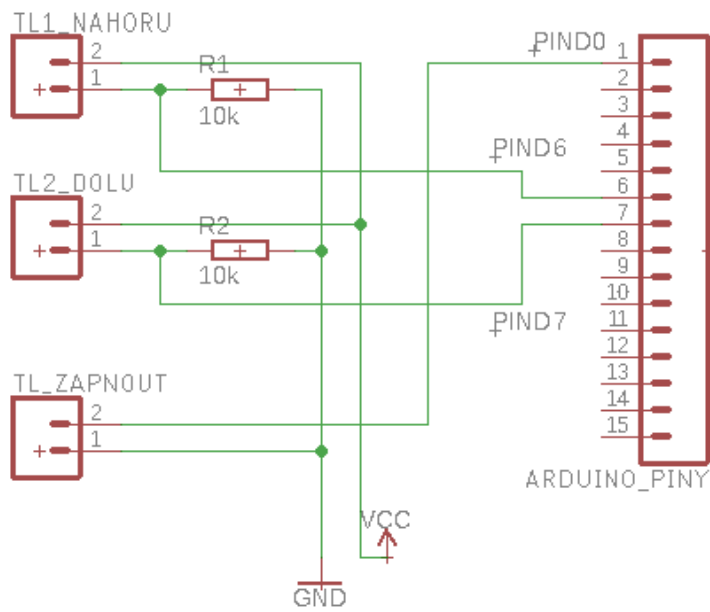 TL1_NAHORU
2
1
R1
10k
TL2_DOLU
2
1
R2
10k
TL_ZAPNOUT
2
1
GND
VCC
PIND0
PIND6
PIND7
1
2
3
4
5
6
7
8
9
10
11
12
13
14
15
ARDUINO_PINY